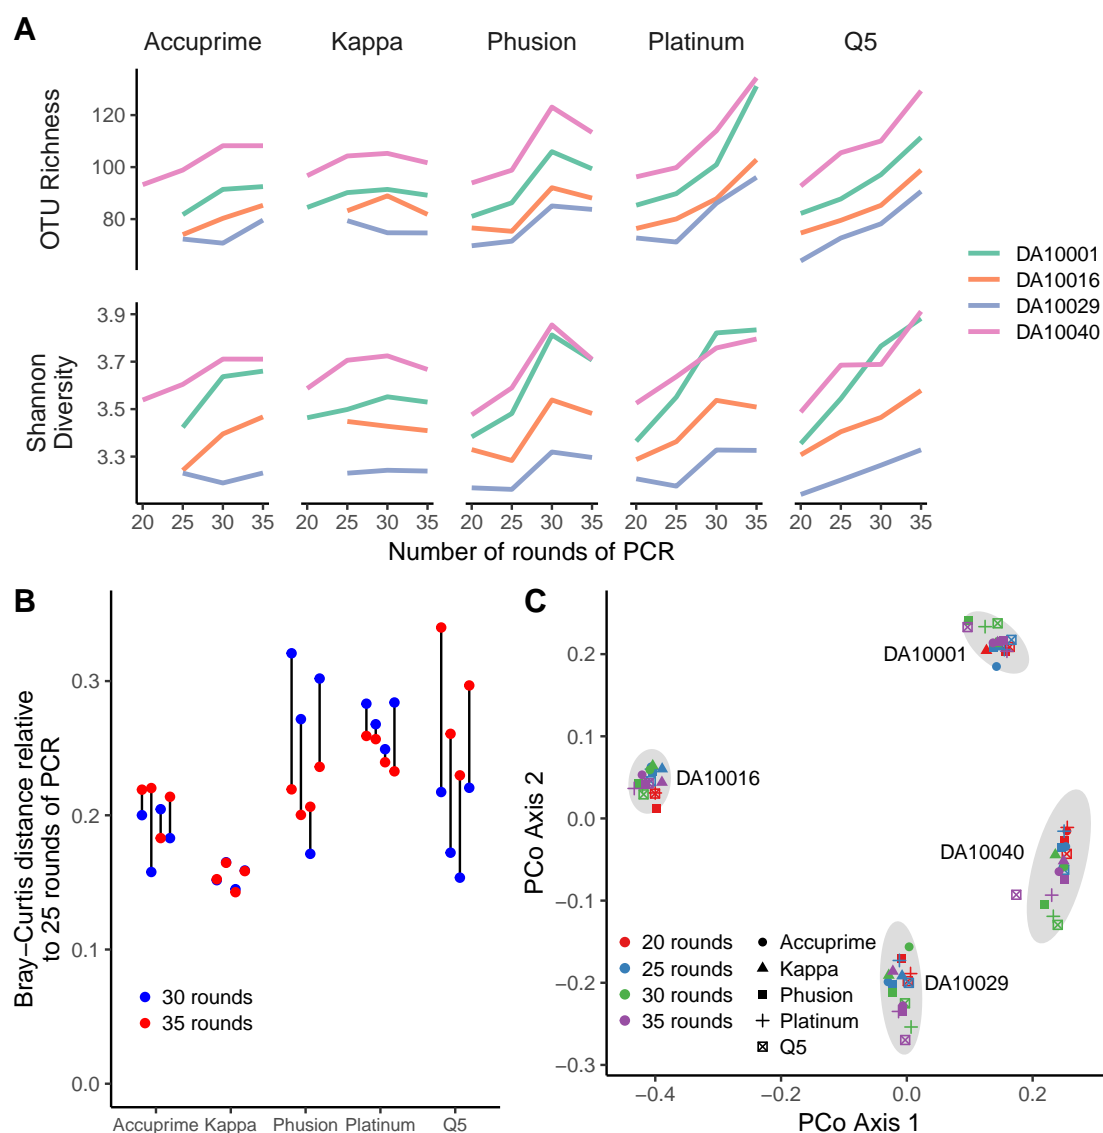 A
Accuprime Kappa Phusion Platinum Q5
OTU Richness
120
100
80
Shannon
Diversity
3.9
3.7
3.5
3.3
20 25 30 35 20 25 30 35 20 25 30 35 20 25 30 35 20 25 30 35
Number of rounds of PCR
DA10001
DA10016
DA10029
DA10040
B
Bray−Curtis distance relative
to 25 rounds of PCR
0.3
0.2
0.1
0.0
30 rounds
35 rounds
Accuprime Kappa Phusion Platinum Q5
C
PCo Axis 2
0.2
0.1
0.0
−0.1
−0.2
−0.3
DA10001
DA10016
DA10040
DA10029
20 rounds
25 rounds
30 rounds
35 rounds
Accuprime
Kappa
Phusion
Platinum
Q5
−0.4 −0.2 0.0 0.2
PCo Axis 1